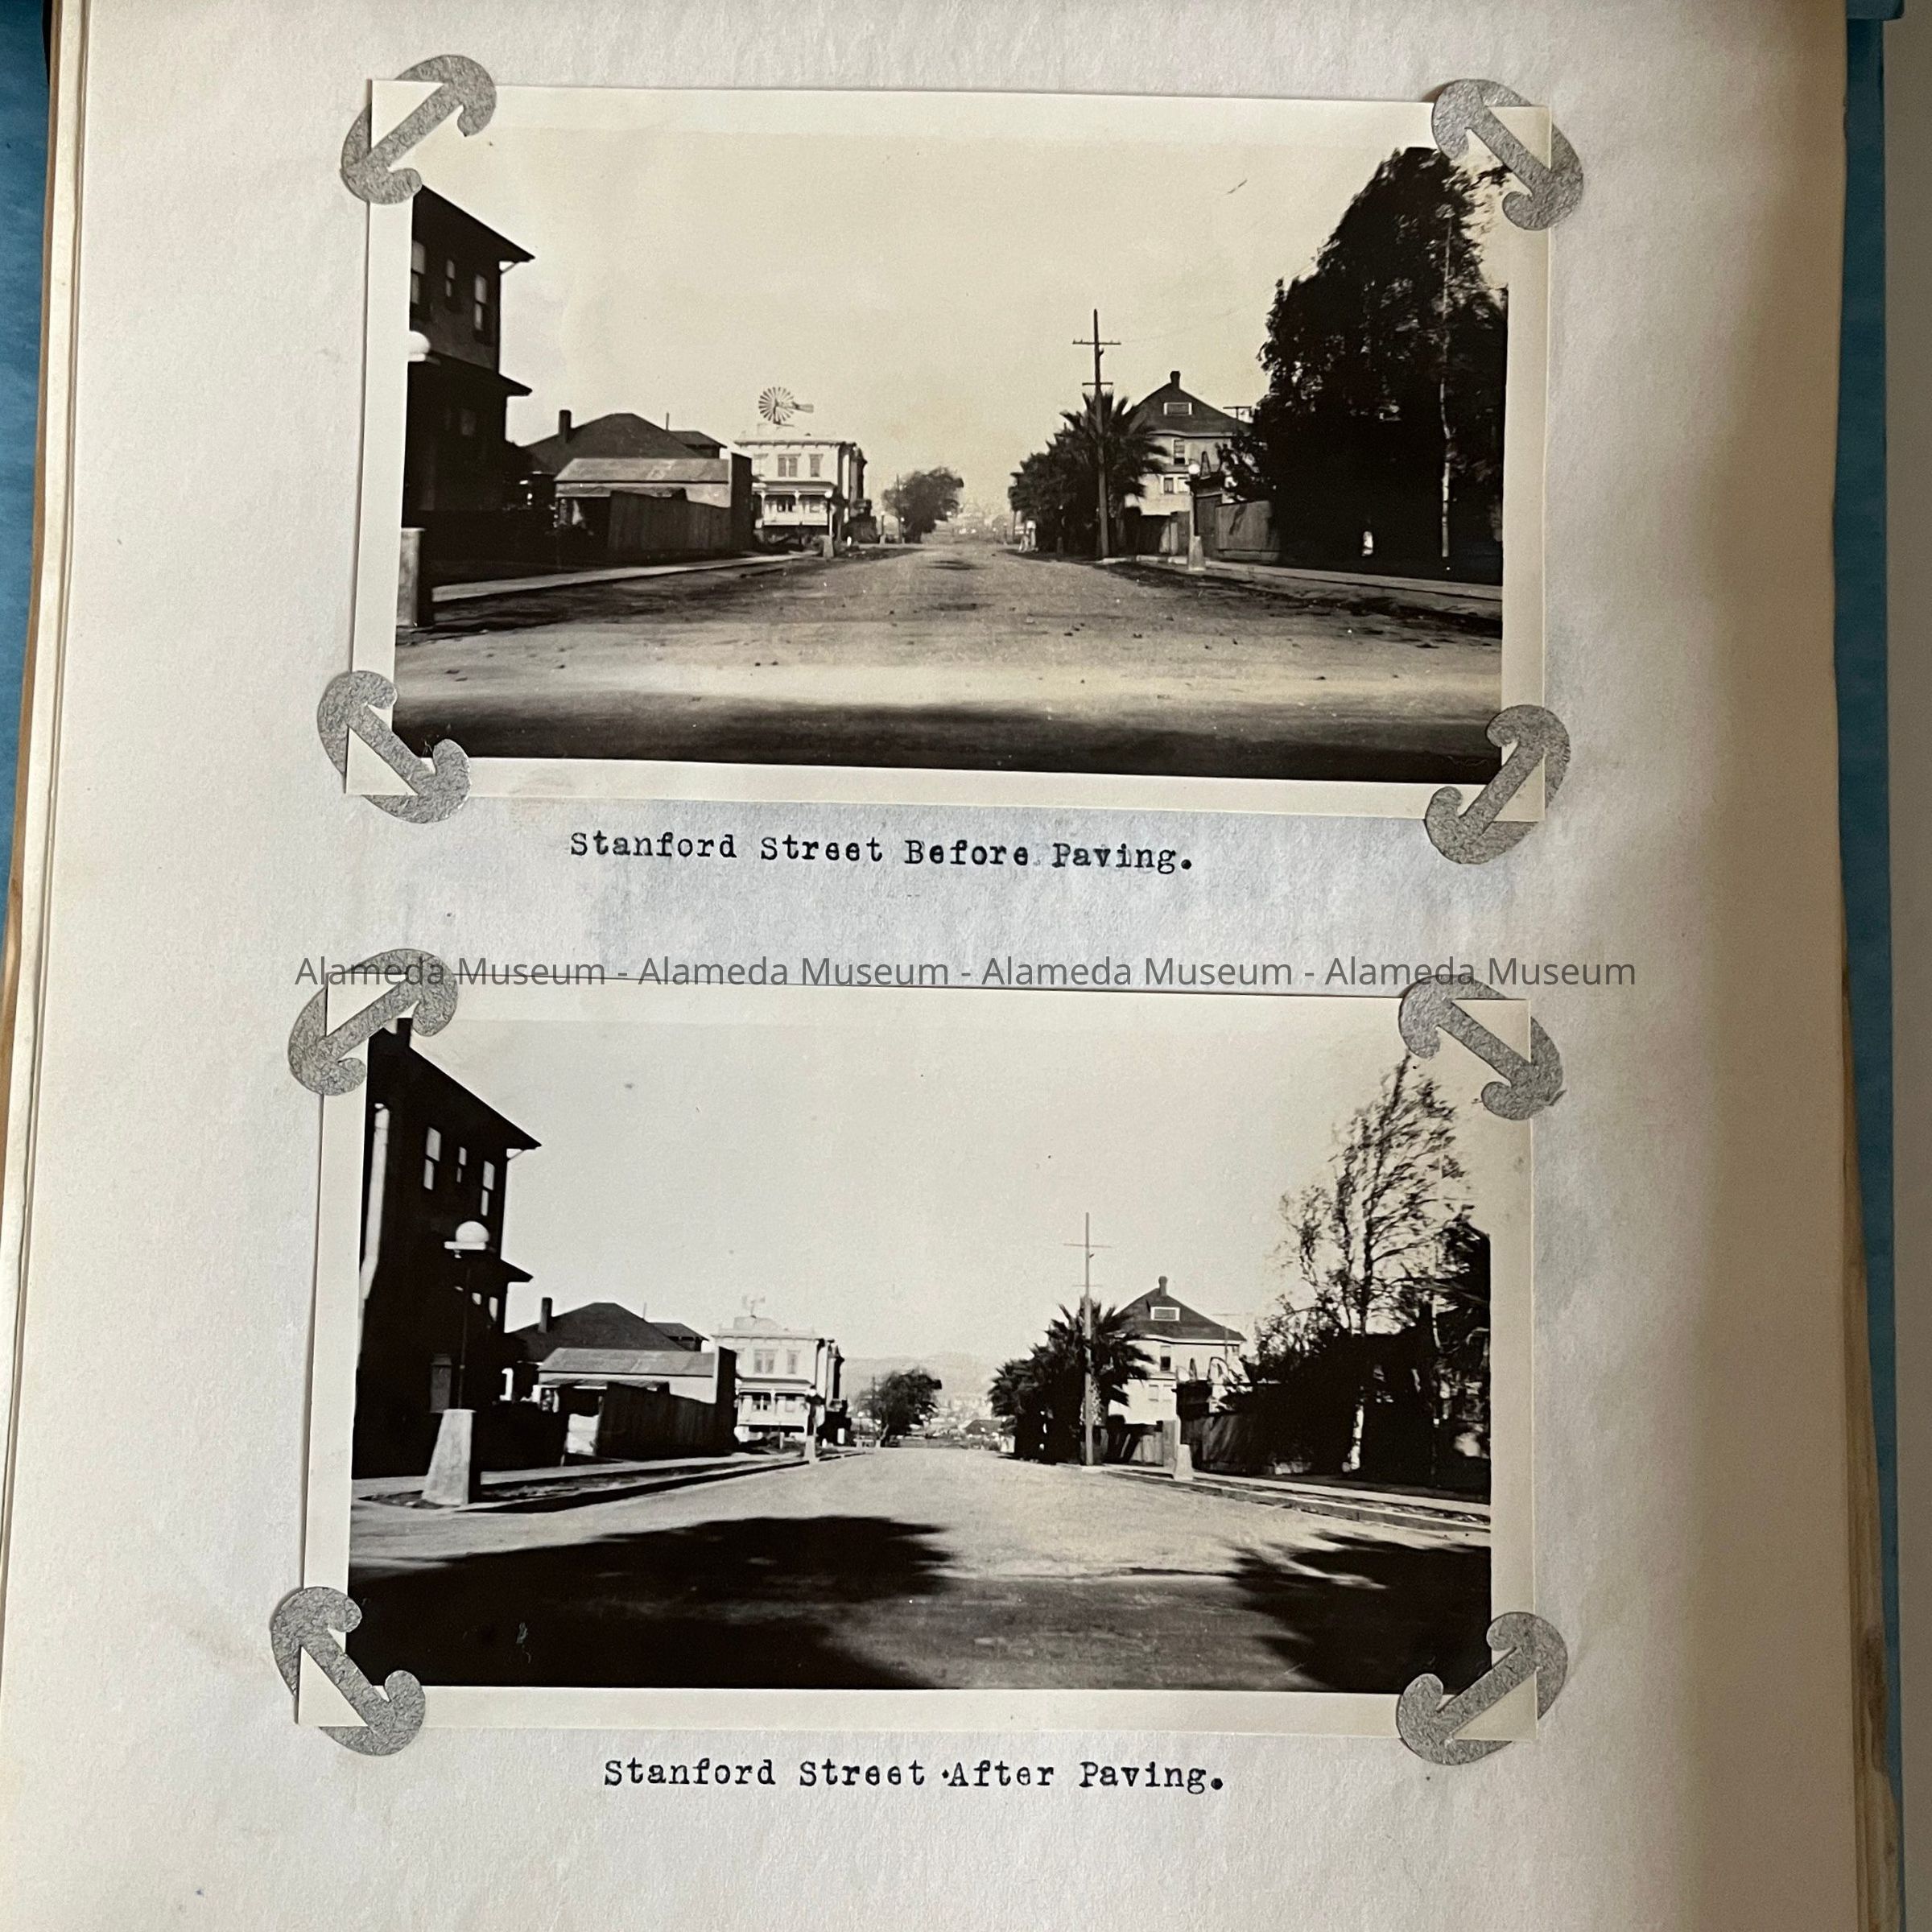 Stanford Street Before Paving.
Alameda Museum - Alameda Museum - Alameda Museum - Alameda Museum
Stanford Street After Paving.